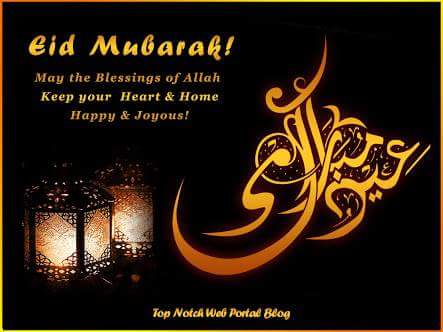 Eid Mubarak!
May the Blessings of Allah
Keep your Heart & Home
Happy & Joyous!
عيد مبارك
Top Notch Web Portal Blog